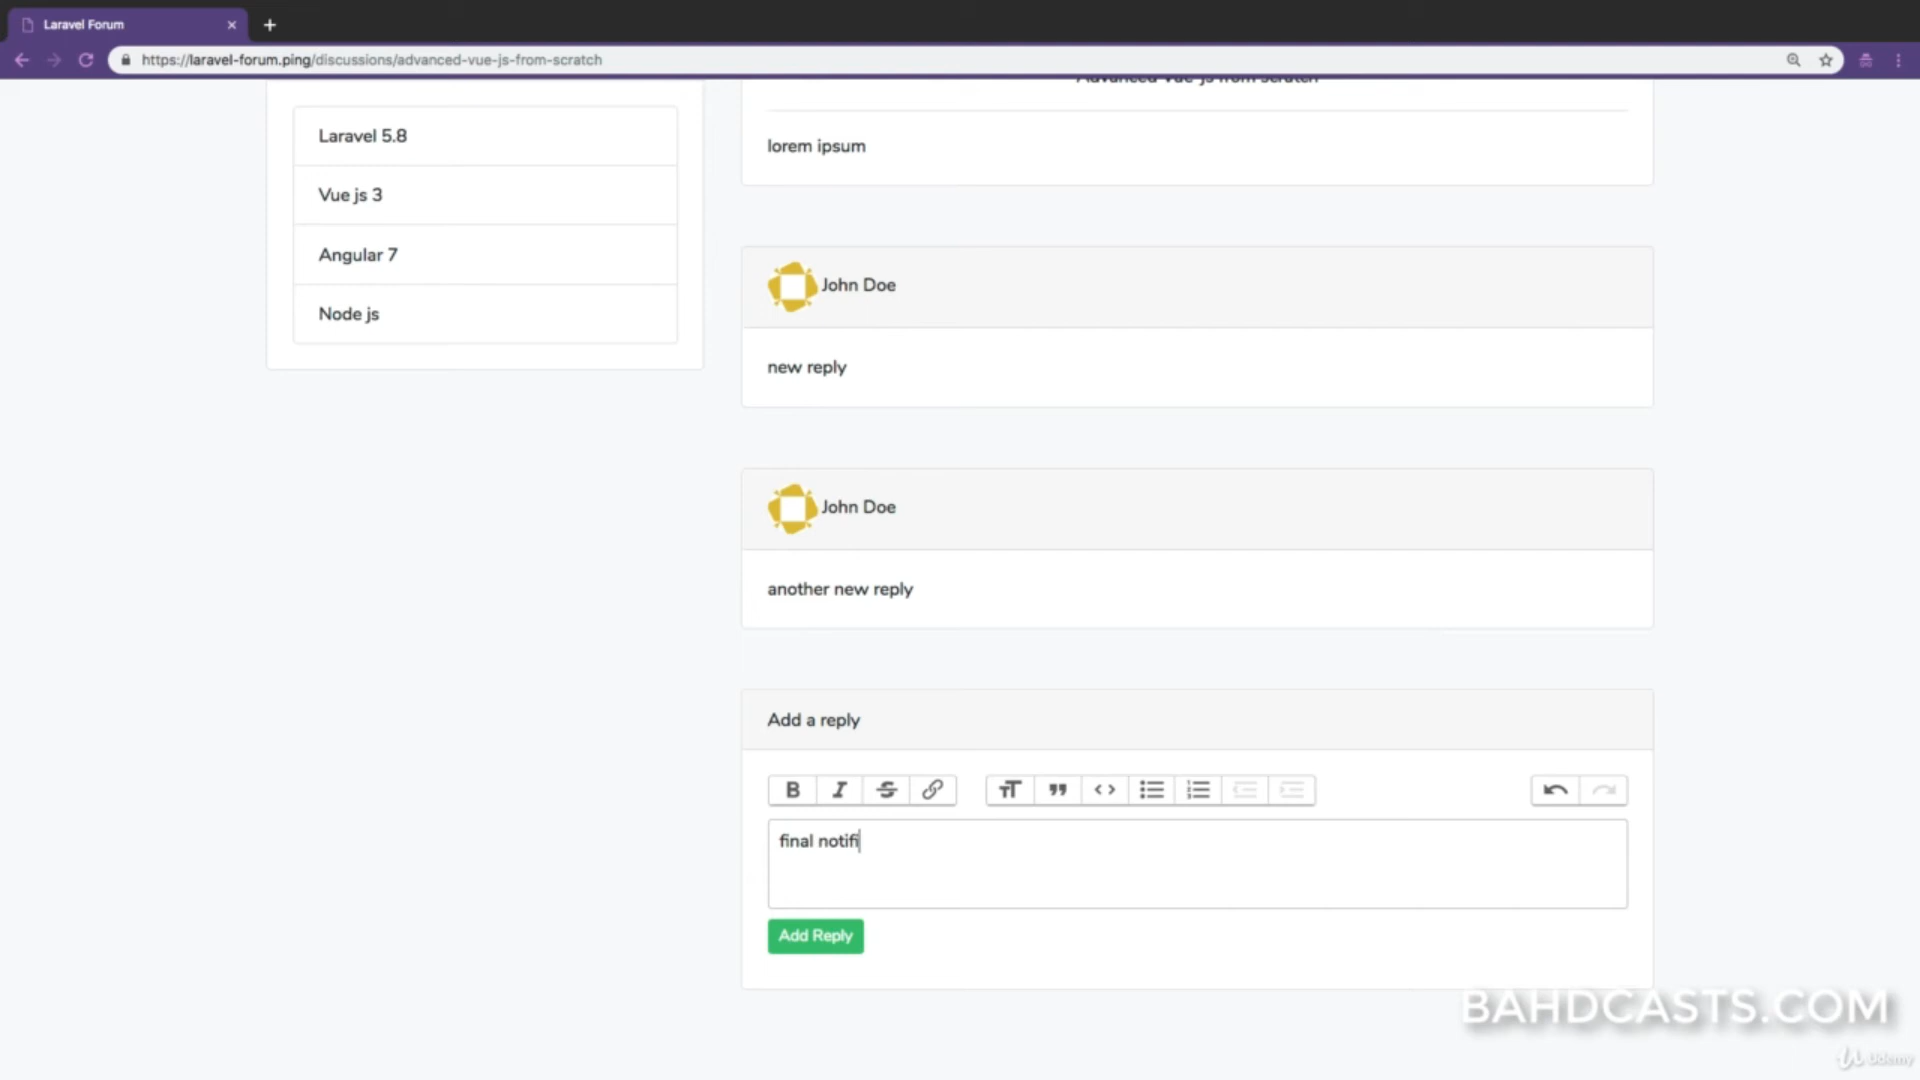 Laravel Forum
https://laravel-forum.ping/discussions/advanced-vue-js-from-scratch
Advanced vue-js from scratch
Laravel 5.8
Vue js 3
Angular 7
Node js
lorem ipsum
John Doe
new reply
John Doe
another new reply
Add a reply
final notifi
Add Reply
BAHDCASTS.COM
Udemy